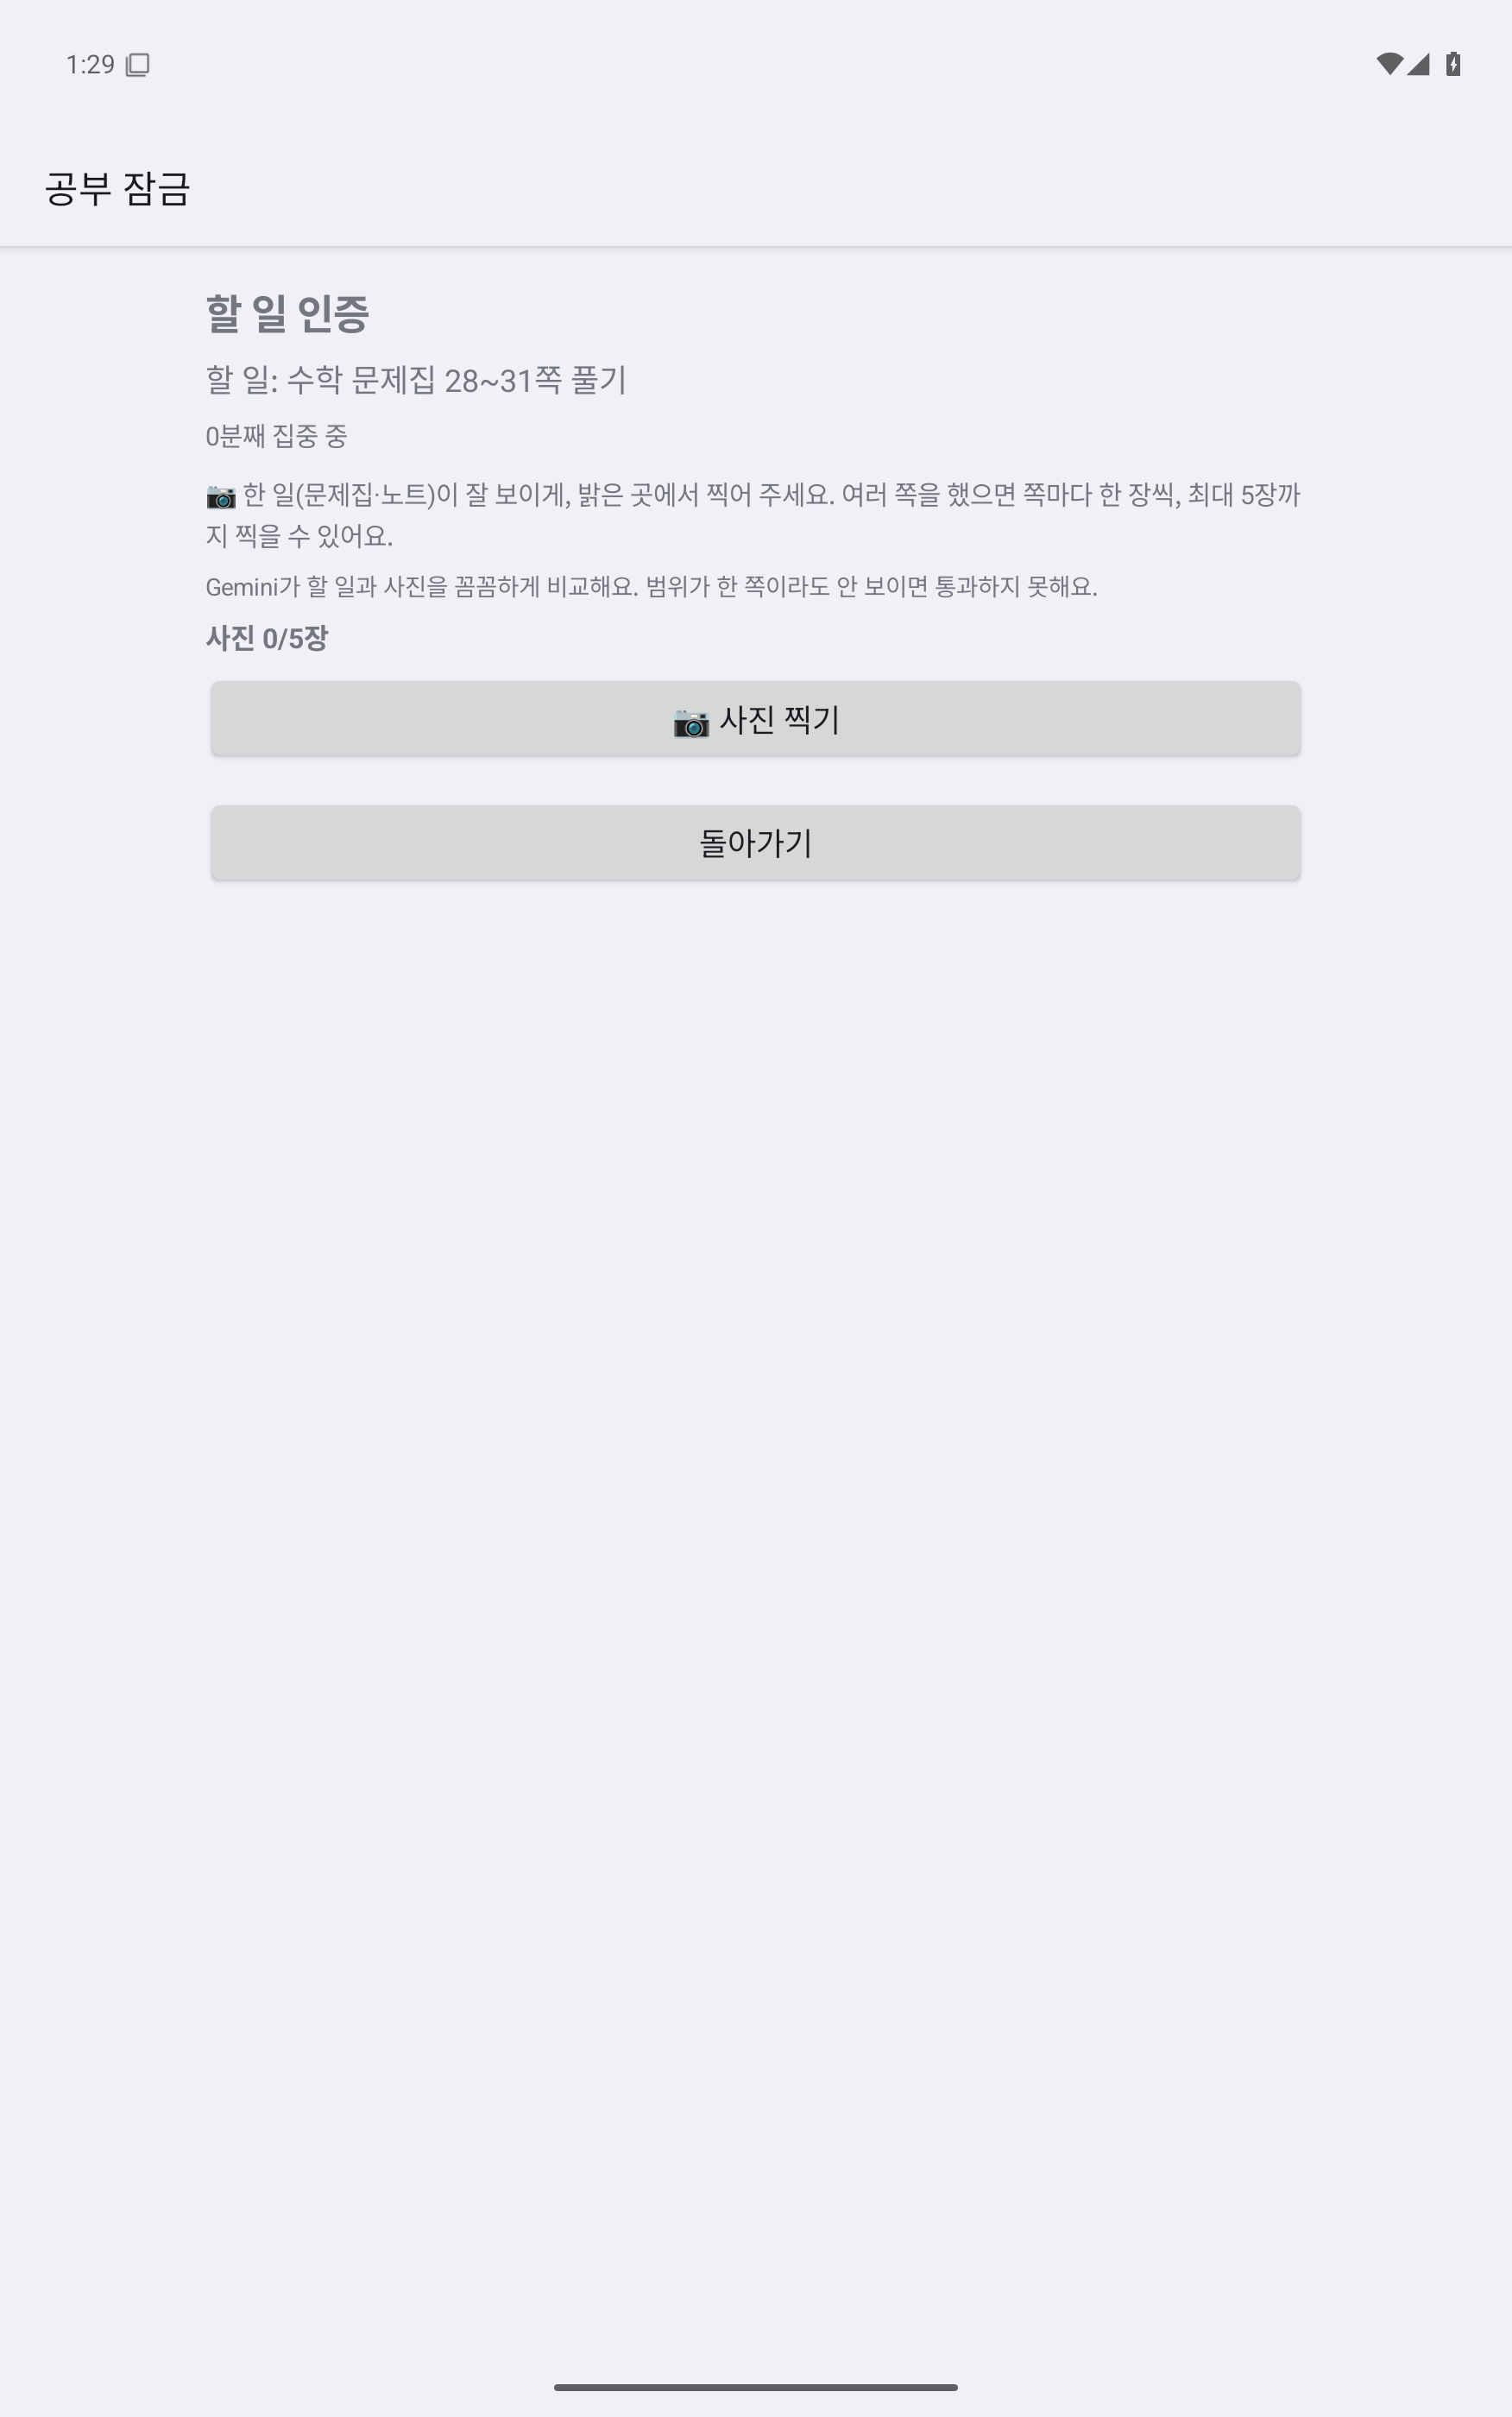 1:29
공부 잠금
할 일 인증
할 일: 수학 문제집 28~31쪽 풀기
0분째 집중 중
📷 한 일(문제집·노트)이 잘 보이게, 밝은 곳에서 찍어 주세요. 여러 쪽을 했으면 쪽마다 한 장씩, 최대 5장까
지 찍을 수 있어요.
Gemini가 할 일과 사진을 꼼꼼하게 비교해요. 범위가 한 쪽이라도 안 보이면 통과하지 못해요.
사진 0/5장
📷 사진 찍기
돌아가기